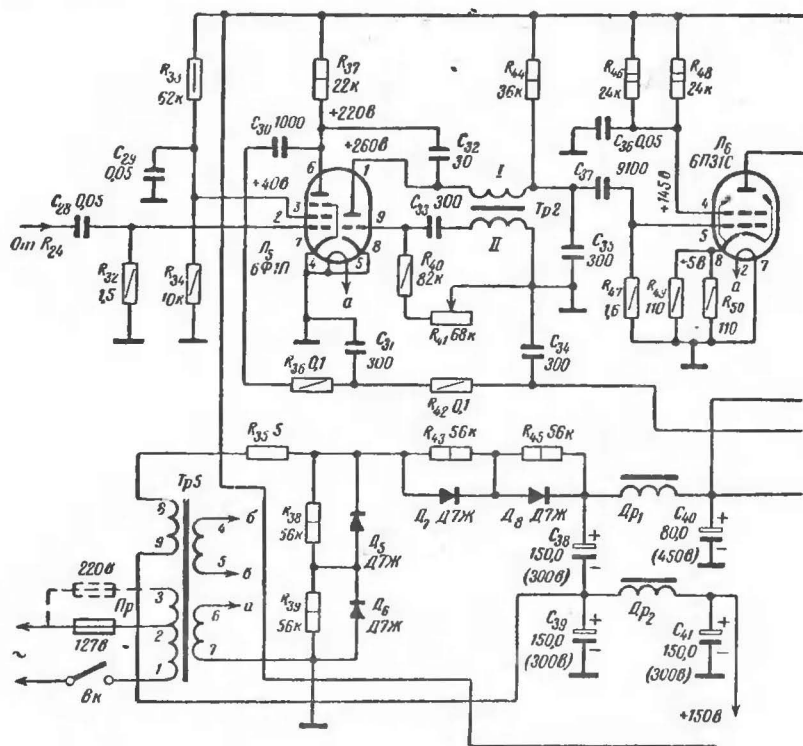 R33
62к
C29
0,05
C28 0,05
От R24
R32
1,5
R34
10к
C30 1000
R37
22к
+220в
+260в
+40в
6
1
3
2
9
7
4
5
8
а
Л5
6Ф1П
C32
30
C33
300
R40
82к
R41 68к
C31
300
R36 0,1
R42 0,1
I
Тр2
II
R44
36к
C35
300
C34
300
C37
9100
C36 0,05
R46
24к
R48
24к
+145в
Л6
6П31С
4
5
8
2
7
+5в
а
R47
1,6
R49
110
R50
110
R35 5
R43 56к
R45 56к
Д7 Д7Ж
Д8 Д7Ж
R38
56к
Д5
Д7Ж
R39
56к
Д6
Д7Ж
Тр5
8
9
4
б
5
в
6
и
7
3
2
1
220в
Пр
127в
~
Вк
C38
150,0
(300в)
+
−
C39
150,0
(300в)
+
−
Др1
C40
80,0
(450в)
+
−
Др2
C41
150,0
(300в)
+
−
+150в